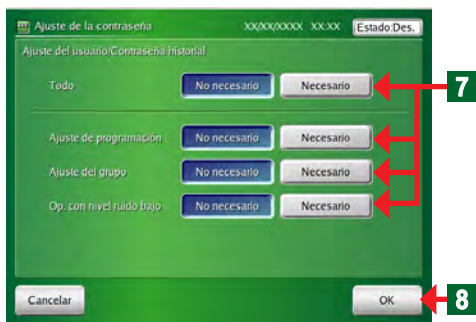 Ajuste de la contraseña XX/XX/XXXX XX:XX Estado:Des.
Ajuste del usuario/Contraseña historial
Todo No necesario Necesario 7
Ajuste de programación No necesario Necesario
Ajuste del grupo No necesario Necesario
Op. con nivel ruido bajo No necesario Necesario
Cancelar OK 8